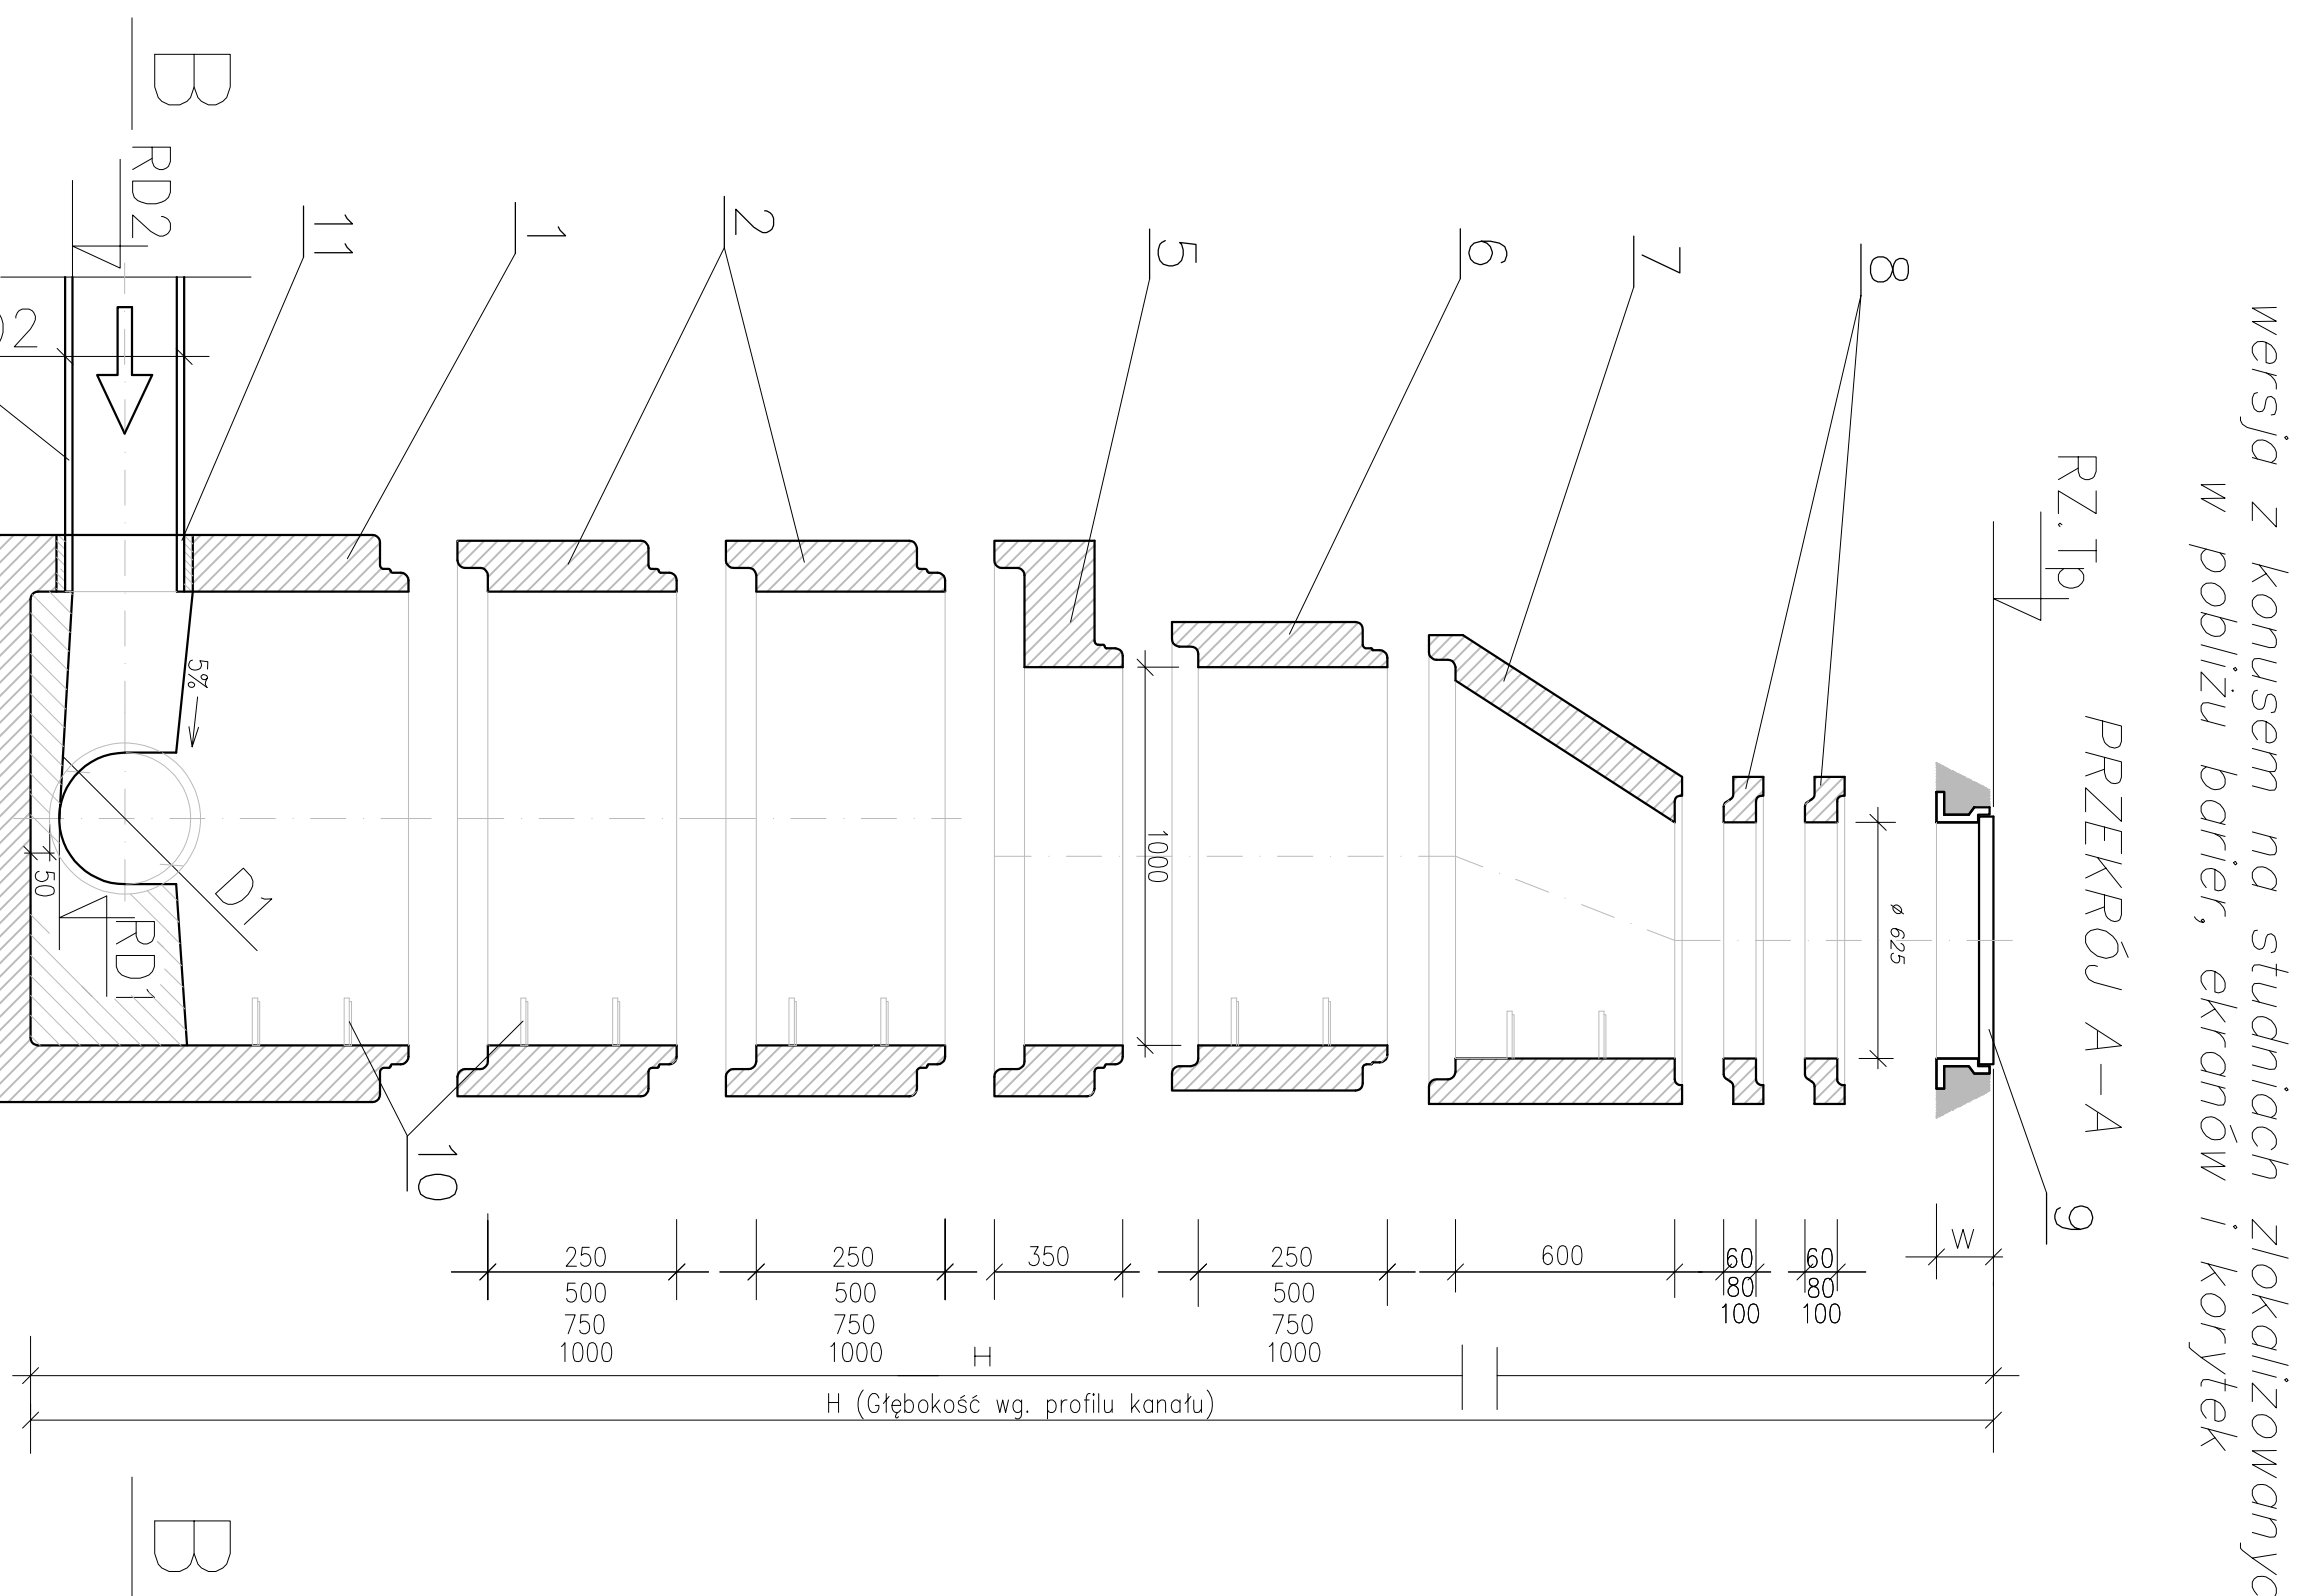 wersja z konusem na studniach zlokalizowanyc
w pobliżu barier, ekranów i korytek
PRZEKRÓJ A-A
RZ.Tp
9
8
7
6
5
2
1
11
10
B
RD2
D2
5%
D1
50
RD1
1000
ø 625
W
60
80
100
60
80
100
600
250
500
750
1000
350
250
500
750
1000
250
500
750
1000
H
H (Głębokość wg. profilu kanału)
B